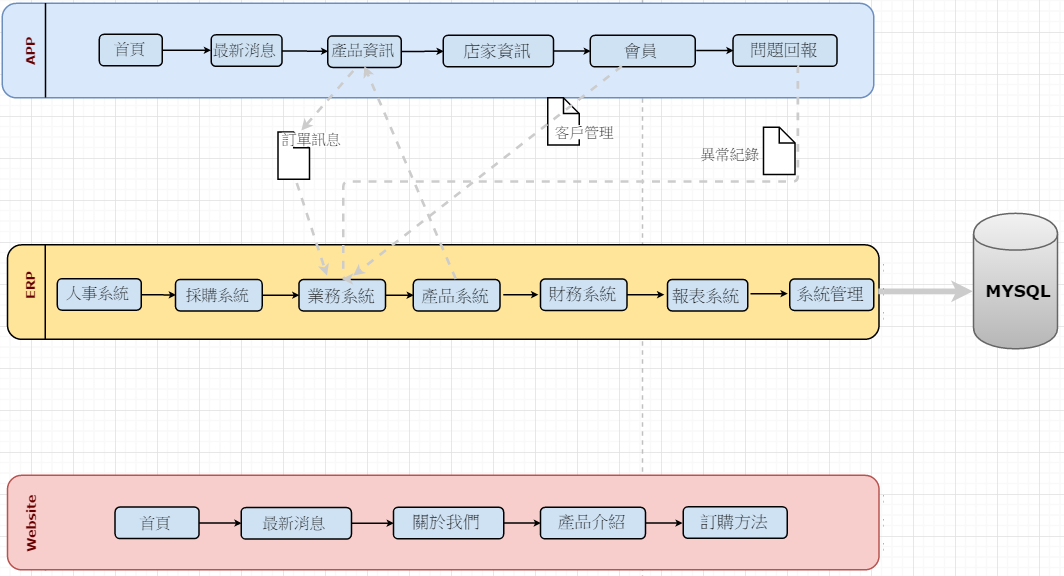 APP
首頁
最新消息
產品資訊
店家資訊
會員
問題回報
訂單訊息
客戶管理
異常紀錄
ERP
人事系統
採購系統
業務系統
產品系統
財務系統
報表系統
系統管理
MYSQL
Website
首頁
最新消息
關於我們
產品介紹
訂購方法